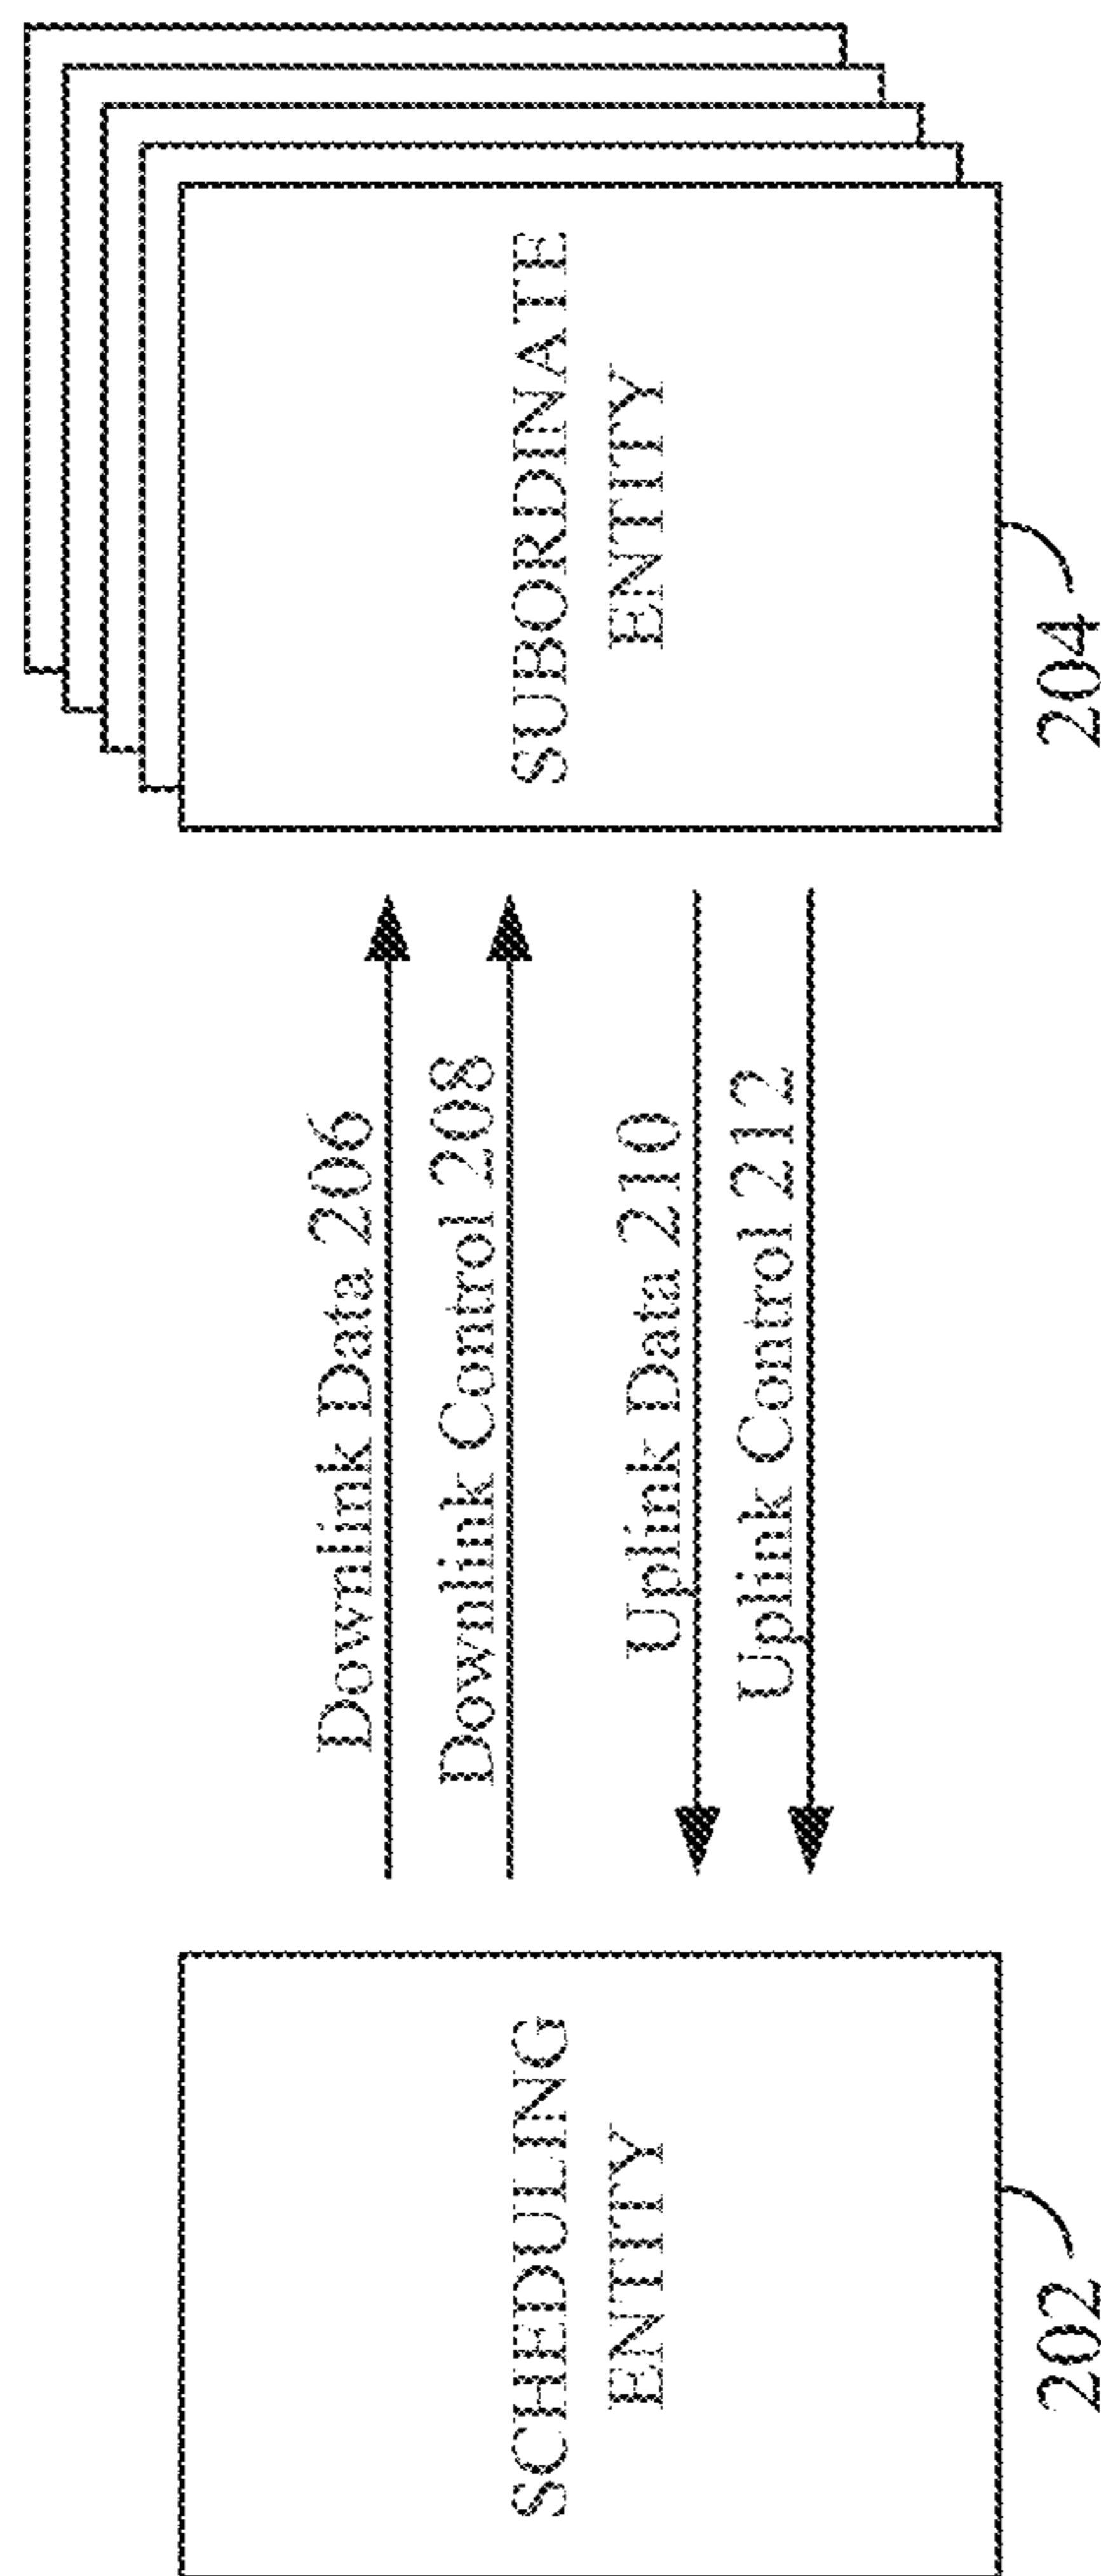 SCHEDULING
ENTITY
202
Downlink Data 206
Downlink Control 208
Uplink Data 210
Uplink Control 212
SUBORDINATE
ENTITY
204